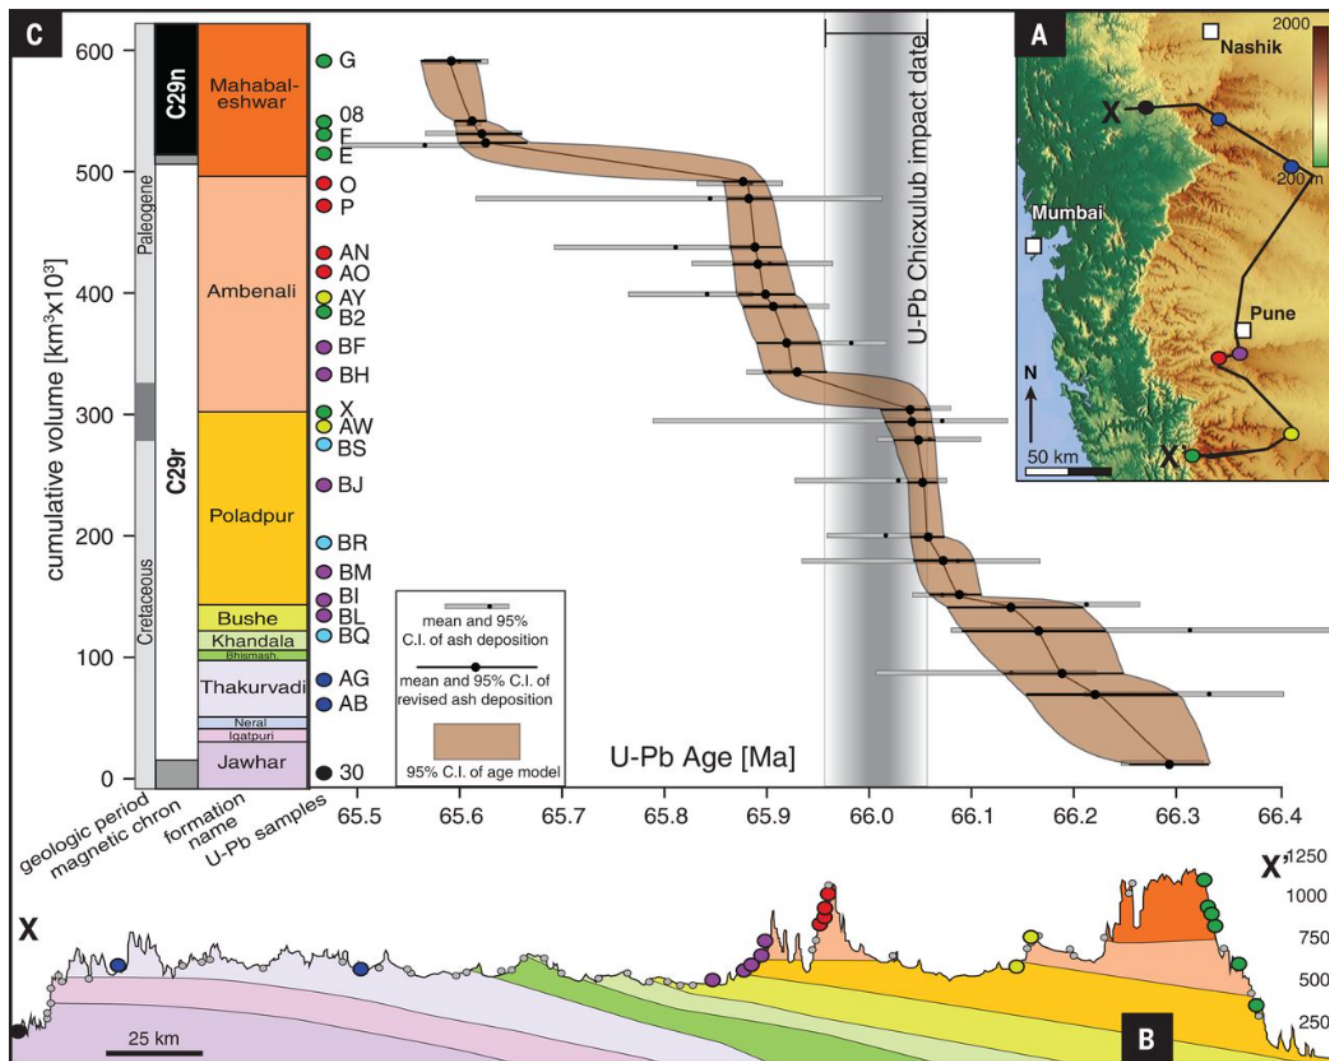 C
600
500
400
300
200
100
0
cumulative volume [km³x10³]
Paleogene
Cretaceous
C29n
C29r
Mahabal-
eshwar
Ambenali
Poladpur
Bushe
Khandala
Bhismash.
Thakurvadi
Neral
Igatpuri
Jawhar
G
08
F
E
O
P
AN
AO
AY
B2
BF
BH
X
AW
BS
BJ
BR
BM
BI
BL
BQ
AG
AB
30
geologic period
magnetic chron
formation
name
U-Pb samples
mean and 95%
C.I. of ash deposition
mean and 95% C.I. of
revised ash deposition
95% C.I. of age model
U-Pb Chicxulub impact date
U-Pb Age [Ma]
65.5
65.6
65.7
65.8
65.9
66.0
66.1
66.2
66.3
66.4
A
2000
Nashik
X
200 m
Mumbai
Pune
N
50 km
X'
X
X'
1250
1000
750
500
250
25 km
B